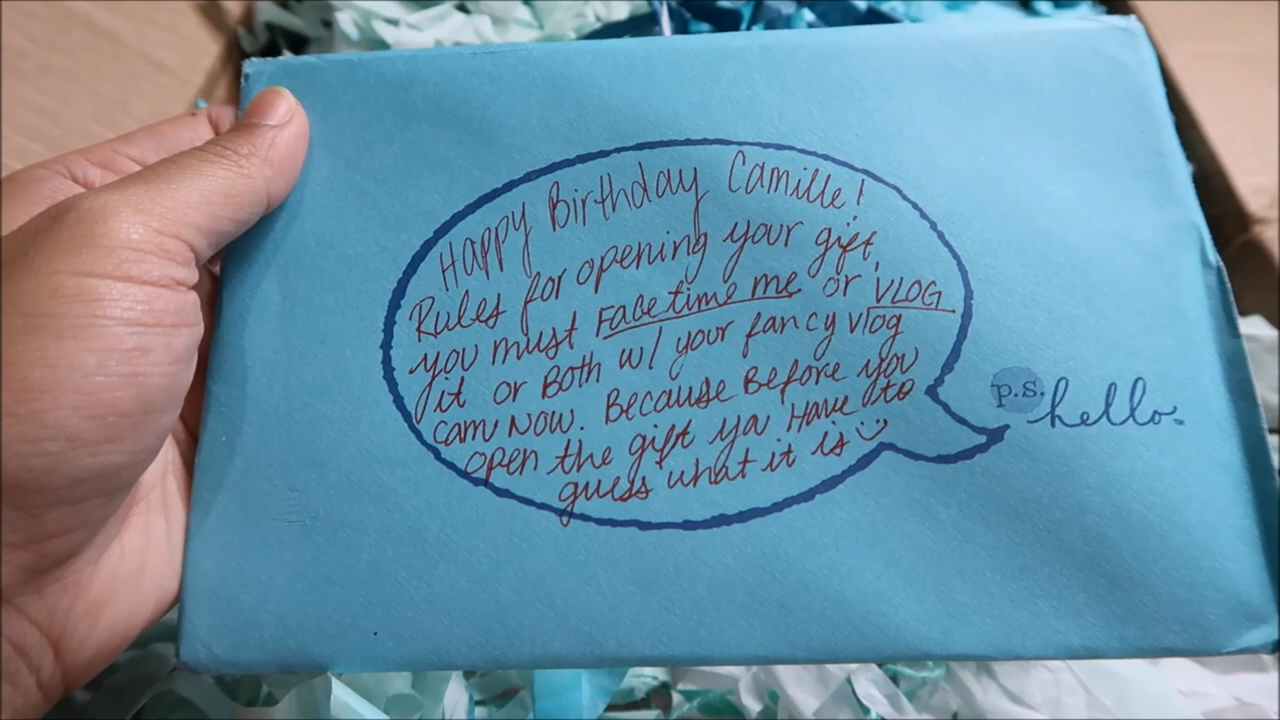 Happy Birthday Camille!
Rules for opening your gift,
you must Facetime me or VLOG
it or Both w/ your fancy vlog
cam NOW. Because Before you
open the gift ya Have to
guess what it is
p.s. hello